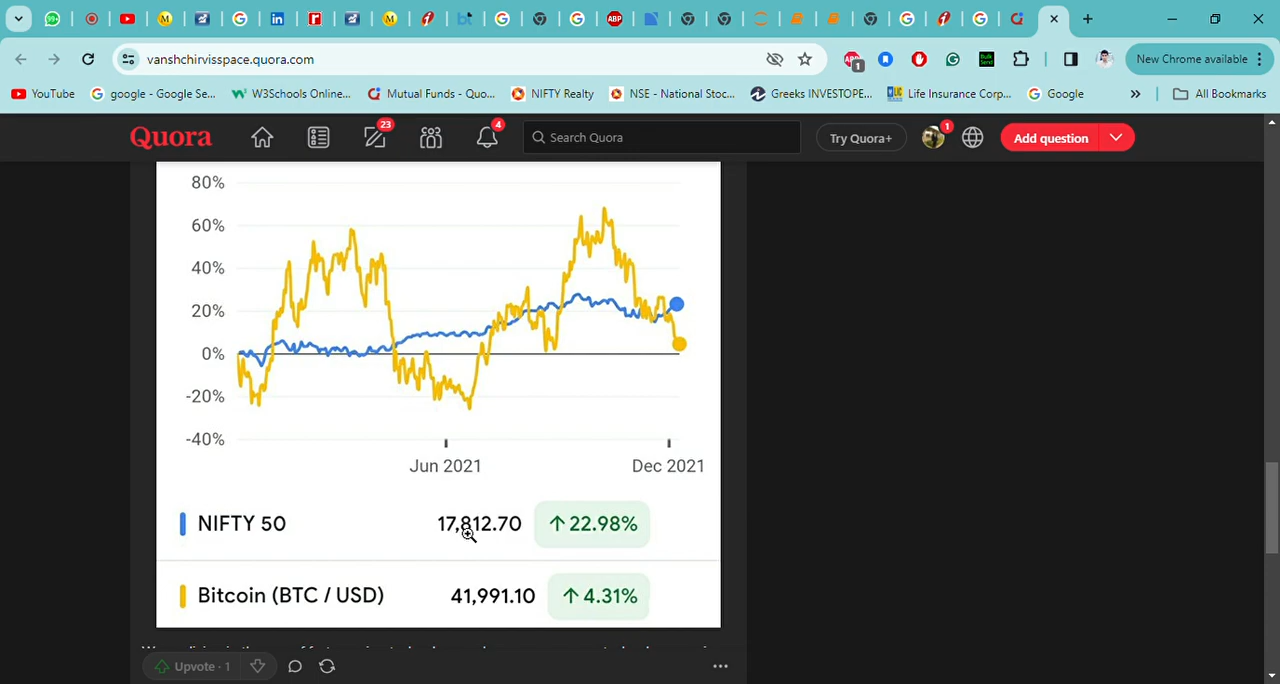 99+
vanshchirvisspace.quora.com
1
New Chrome available
YouTube
google - Google Se...
W3Schools Online...
Mutual Funds - Quo...
NIFTY Realty
NSE - National Stoc...
Greeks INVESTOPE...
Life Insurance Corp...
Google
All Bookmarks
Quora
23
4
Search Quora
Try Quora+
1
Add question
80%
60%
40%
20%
0%
-20%
-40%
Jun 2021
Dec 2021
NIFTY 50
17,812.70
↑ 22.98%
Bitcoin (BTC / USD)
41,991.10
↑ 4.31%
Upvote · 1